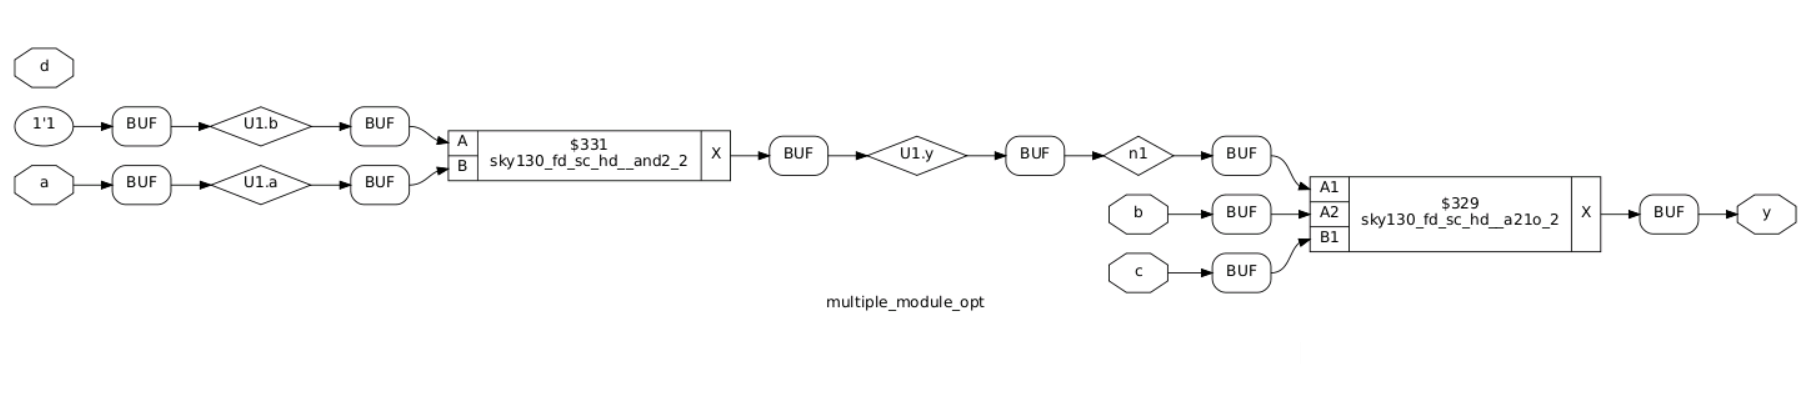 d
1'1 BUF U1.b BUF
a BUF U1.a BUF
A
B
$331
sky130_fd_sc_hd__and2_2
X
BUF U1.y BUF n1 BUF
b BUF
c BUF
A1
A2
B1
$329
sky130_fd_sc_hd__a21o_2
X
BUF y
multiple_module_opt